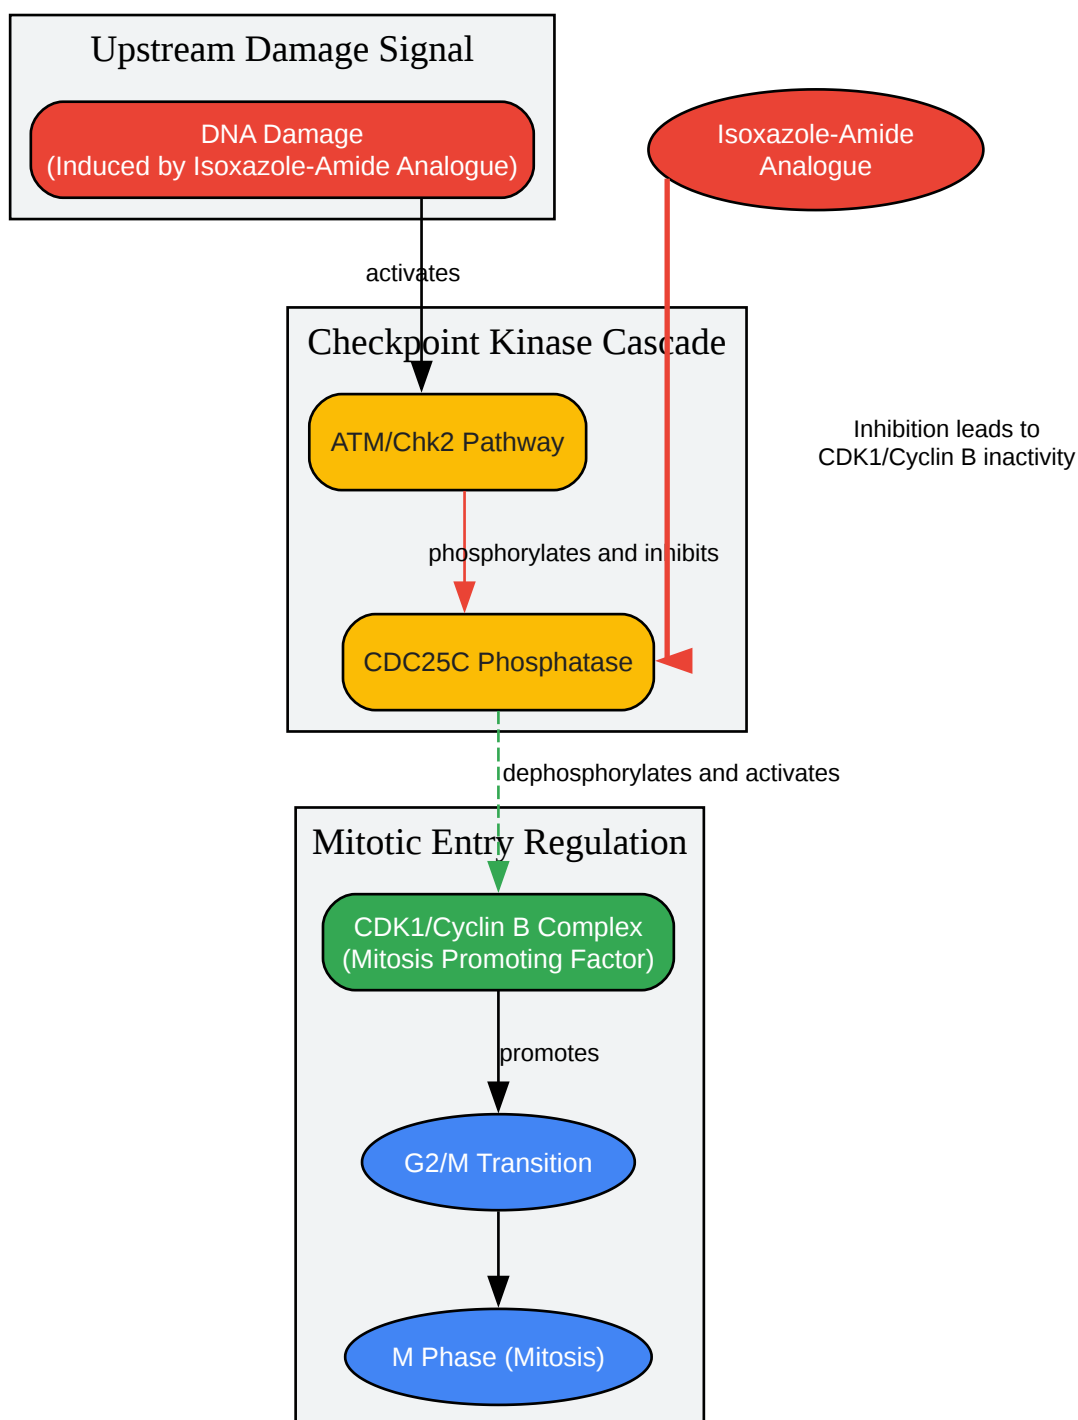 Upstream Damage Signal
DNA Damage
(Induced by Isoxazole-Amide Analogue)
Isoxazole-Amide
Analogue
activates
Checkpoint Kinase Cascade
ATM/Chk2 Pathway
Inhibition leads to
CDK1/Cyclin B inactivity
phosphorylates and inhibits
CDC25C Phosphatase
dephosphorylates and activates
Mitotic Entry Regulation
CDK1/Cyclin B Complex
(Mitosis Promoting Factor)
promotes
G2/M Transition
M Phase (Mitosis)